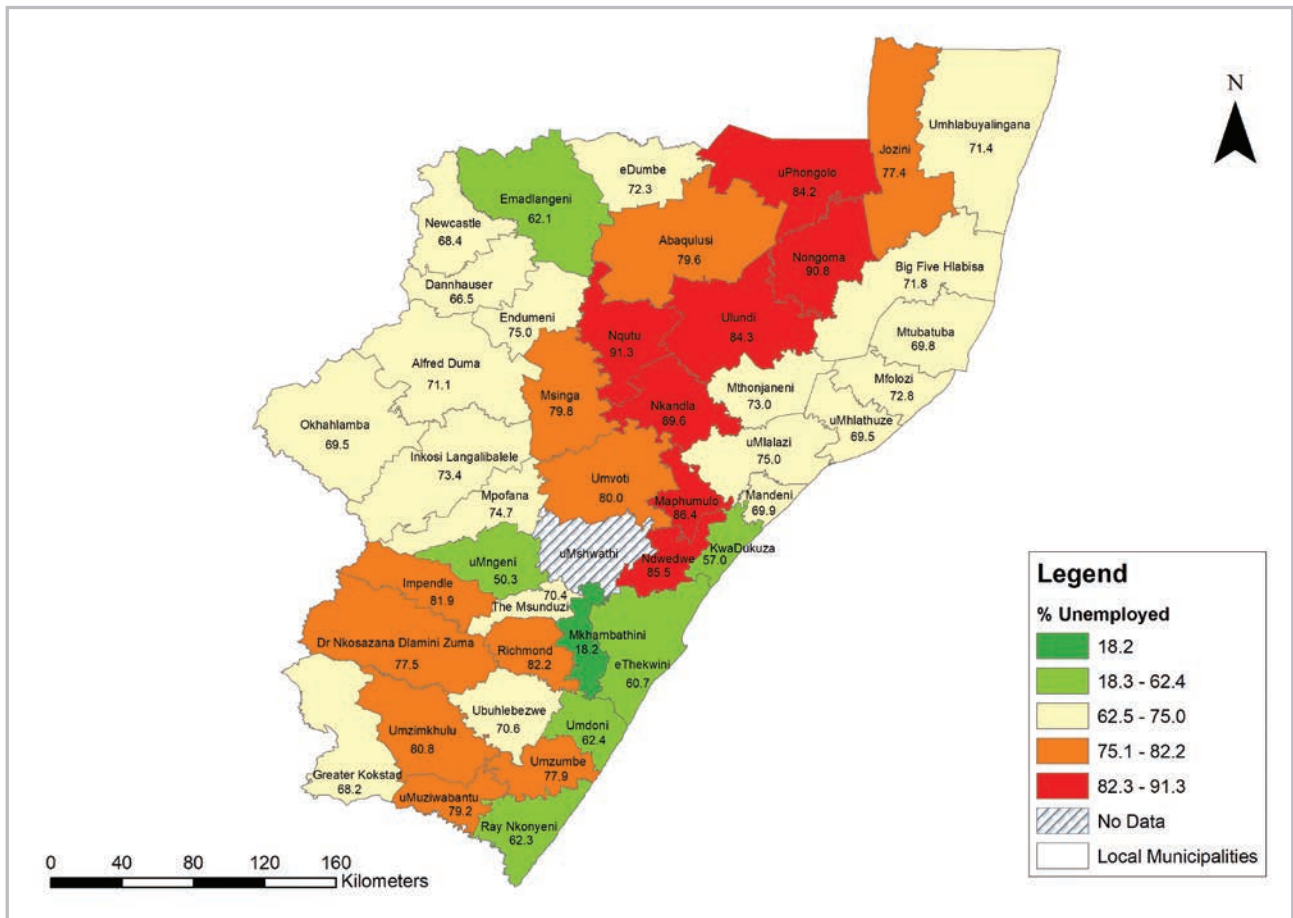 N
Umhlabuyalingana
71.4
Jozini
77.4
eDumbe
72.3
uPhongolo
84.2
Emadlangeni
62.1
Newcastle
68.4
Abaqulusi
79.6
Nongoma
90.8
Big Five Hlabisa
71.8
Dannhauser
66.5
Endumeni
75.0
Ulundi
84.3
Nqutu
91.3
Mtubatuba
69.8
Alfred Duma
71.1
Mfolozi
72.8
Mthonjaneni
73.0
Msinga
79.8
Nkandla
89.6
Okhahlamba
69.5
uMhlathuze
69.5
uMlalazi
75.0
Inkosi Langalibalele
73.4
Umvoti
80.0
Mpofana
74.7
Maphumulo
86.4
Mandeni
69.9
uMshwathi
KwaDukuza
57.0
Ndwedwe
85.5
uMngeni
50.3
Impendle
81.9
70.4
The Msunduzi
Mkhambathini
18.2
Dr Nkosazana Dlamini Zuma
77.5
Richmond
82.2
eThekwini
60.7
Ubuhlebezwe
70.6
Umdoni
62.4
Umzimkhulu
80.8
Umzumbe
77.9
Greater Kokstad
68.2
uMuziwabantu
79.2
Ray Nkonyeni
62.3
0 40 80 120 160
Kilometers
Legend
% Unemployed
18.2
18.3 - 62.4
62.5 - 75.0
75.1 - 82.2
82.3 - 91.3
No Data
Local Municipalities